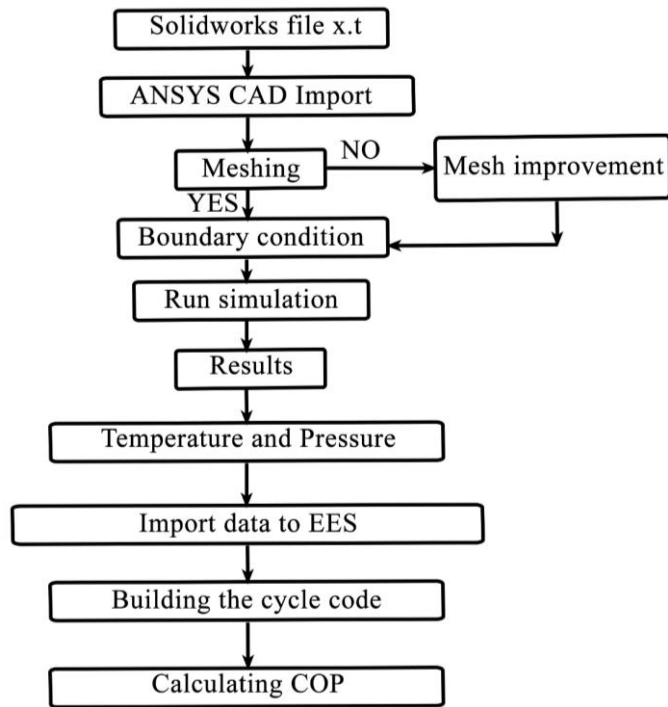 Solidworks file x.t
ANSYS CAD Import
Meshing
NO
Mesh improvement
YES
Boundary condition
Run simulation
Results
Temperature and Pressure
Import data to EES
Building the cycle code
Calculating COP